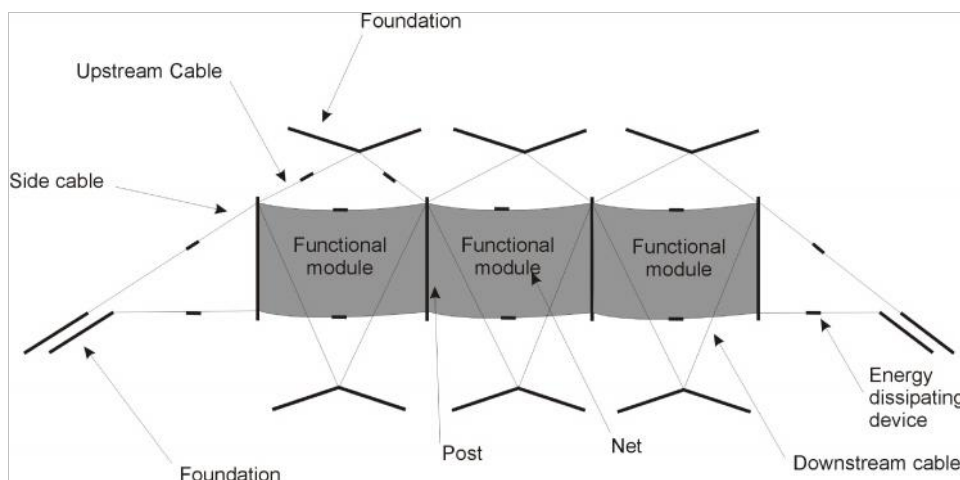 Foundation
Upstream Cable
Side cable
Functional
module
Functional
module
Functional
module
Energy
dissipating
device
Post
Net
Downstream cable
Foundation